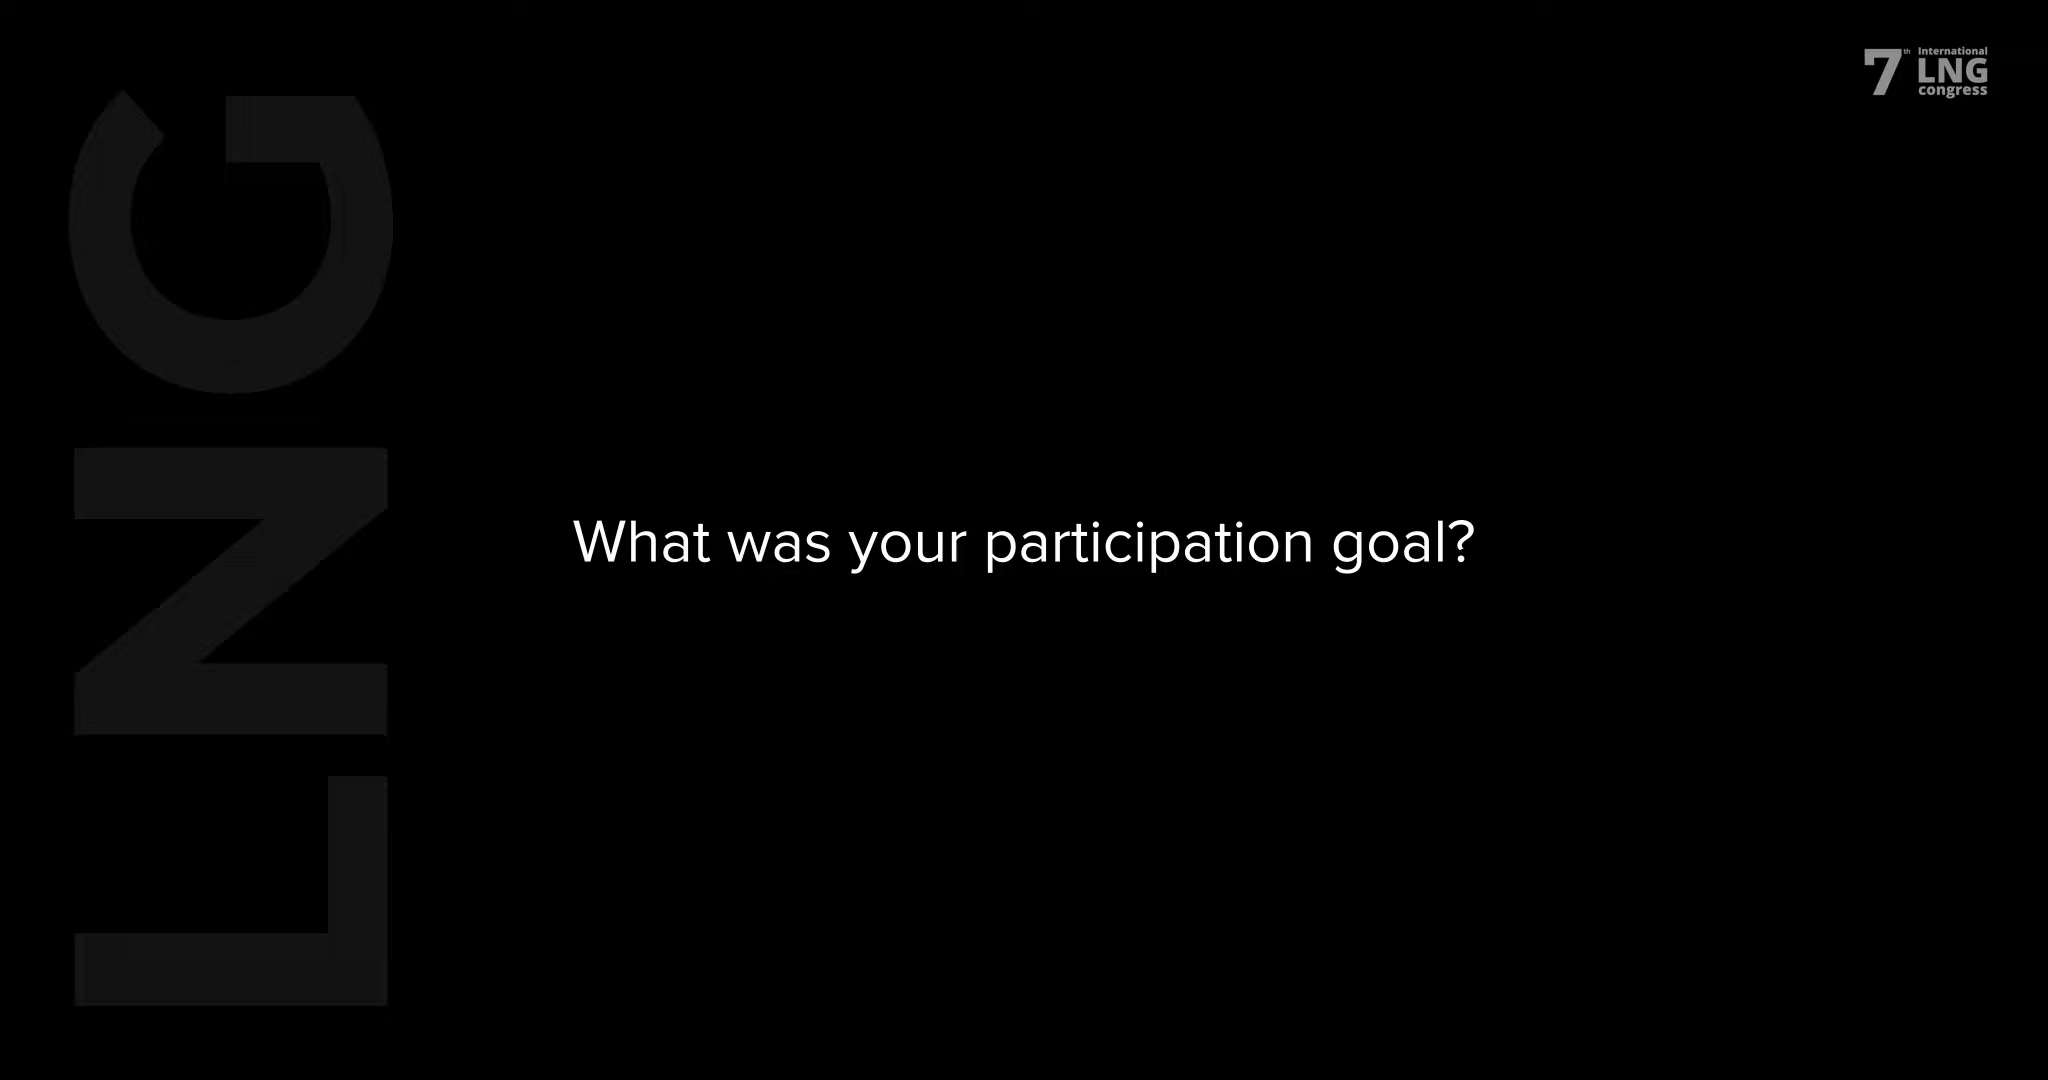 7th
International
LNG
congress
LNG
What was your participation goal?